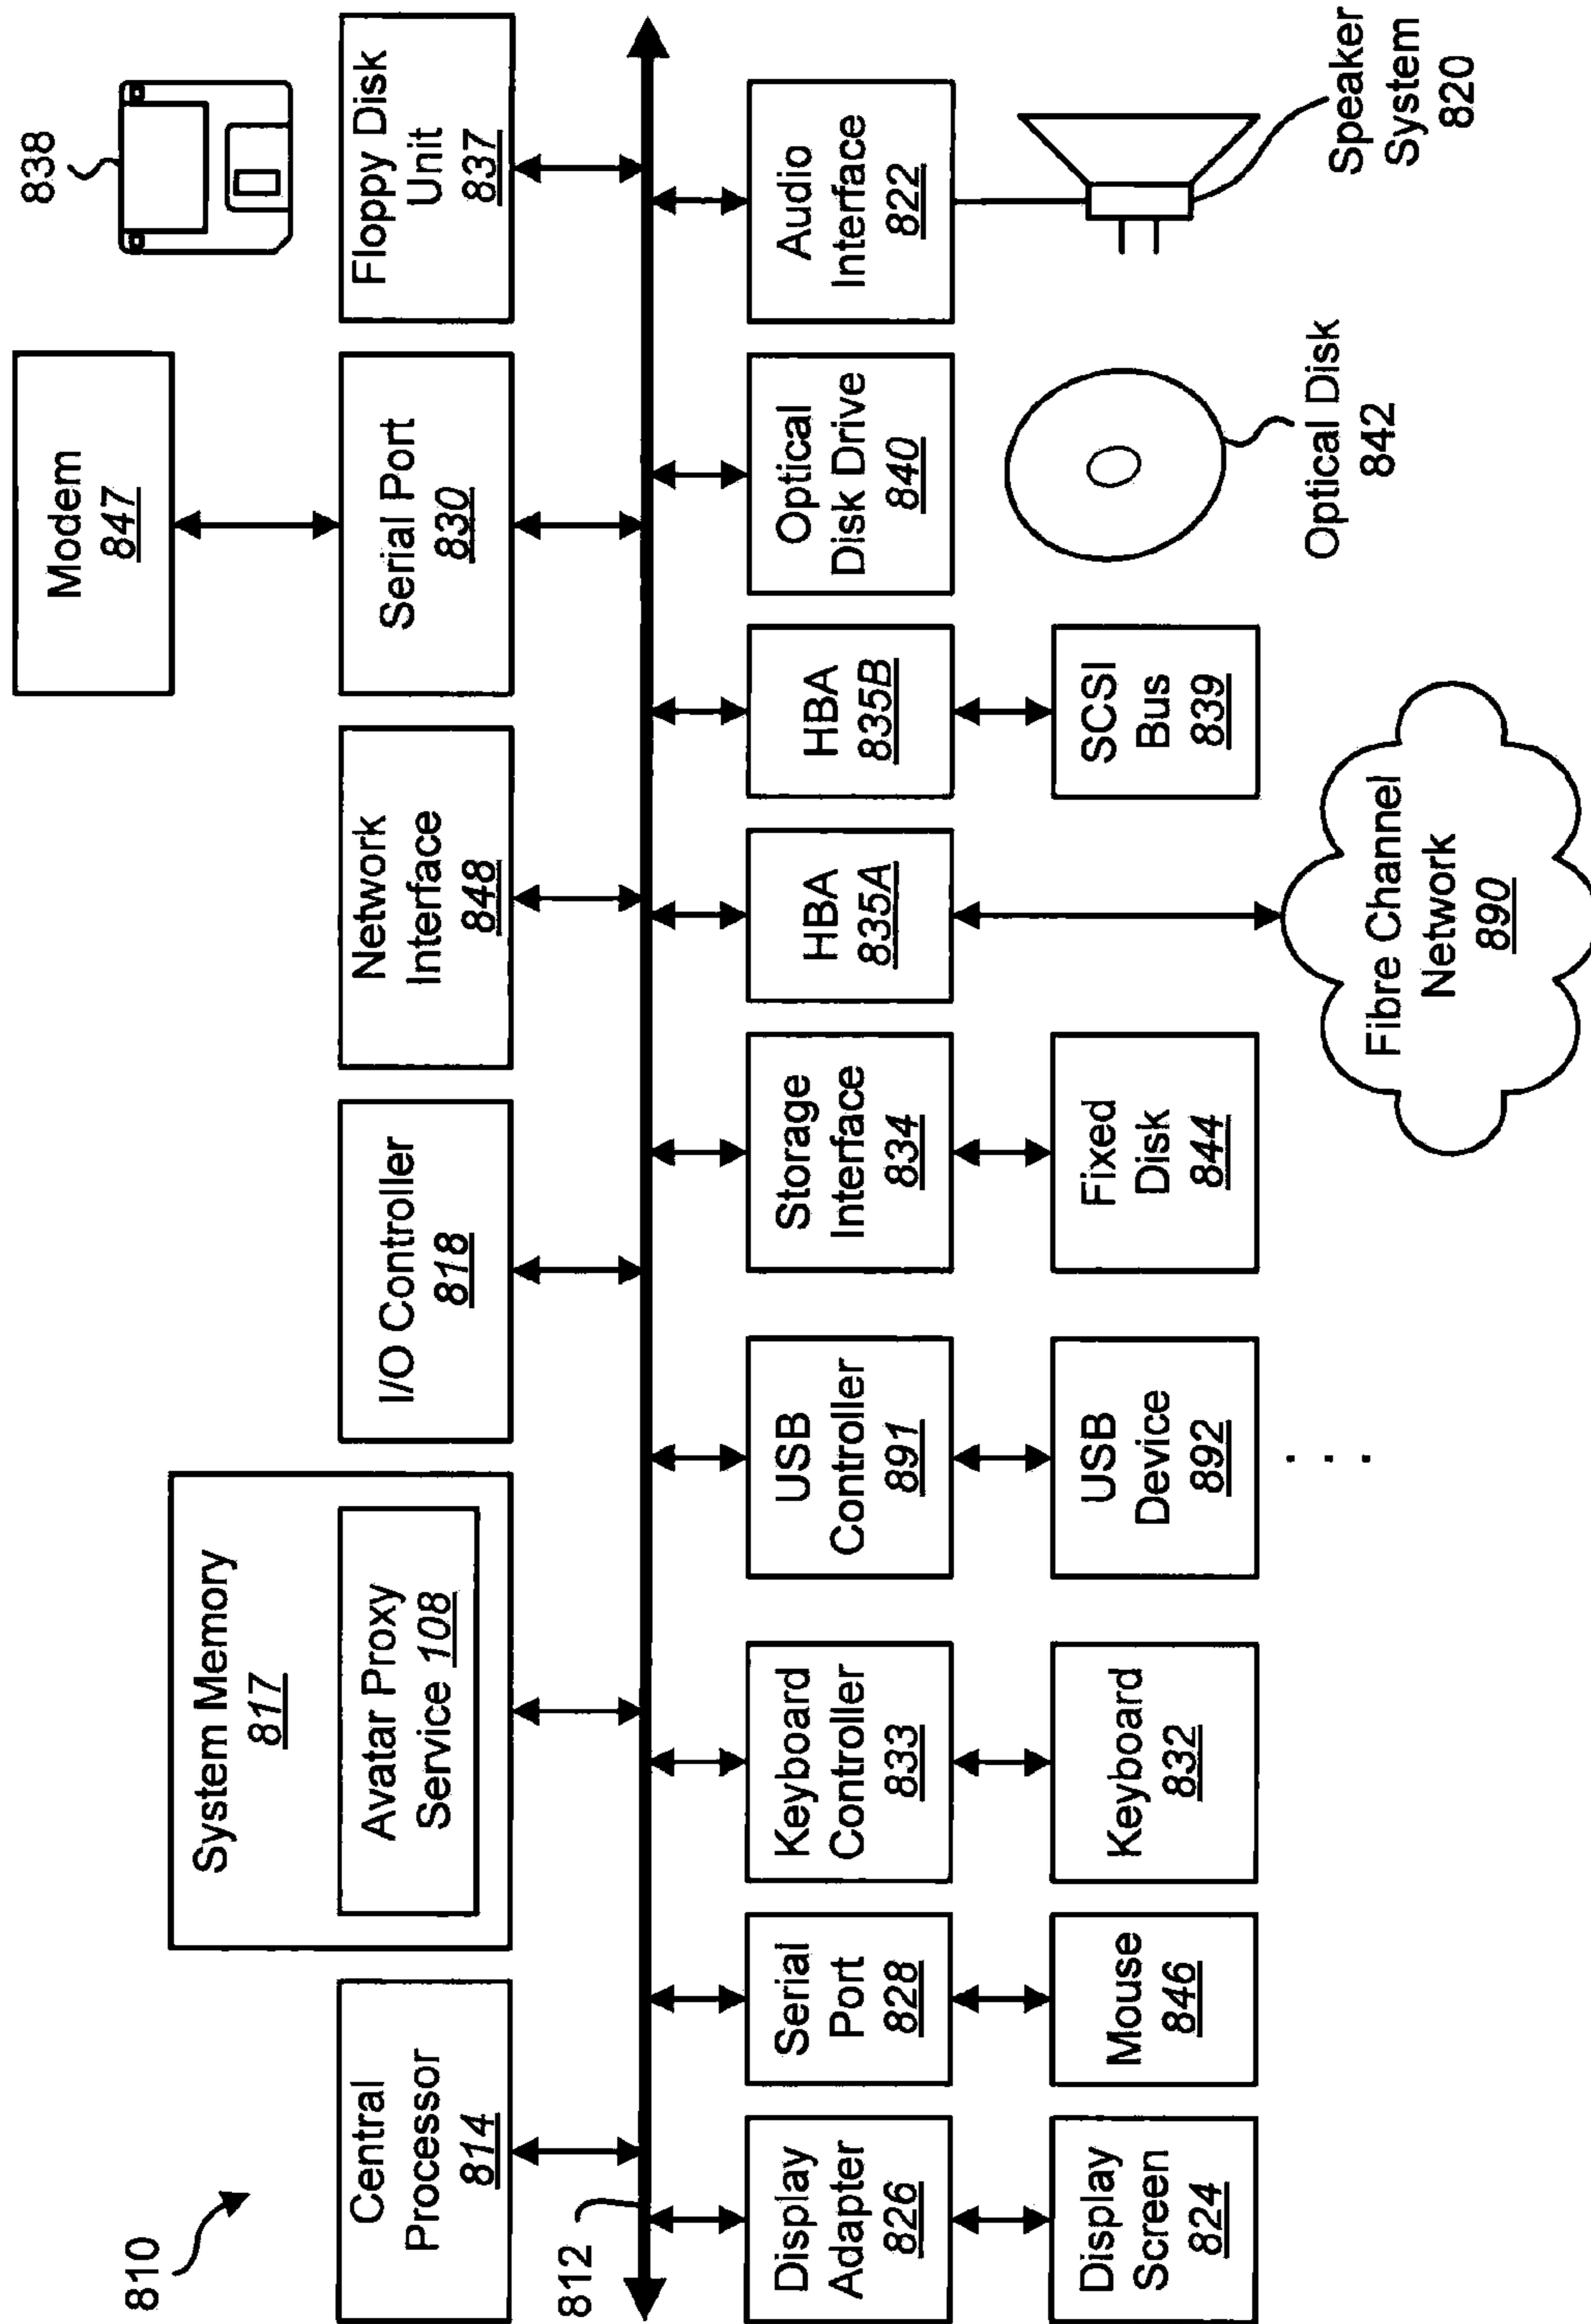 810
838
Modem
847
System Memory
817
Avatar Proxy
Service 108
Central
Processor
814
I/O Controller
818
Network
Interface
848
Serial Port
830
Floppy Disk
Unit
837
812
Display
Adapter
826
Serial
Port
828
Keyboard
Controller
833
USB
Controller
891
Storage
Interface
834
HBA
835A
HBA
835B
Optical
Disk Drive
840
Audio
Interface
822
Display
Screen
824
Mouse
846
Keyboard
832
USB
Device
892
. . .
Fixed
Disk
844
Fibre Channel
Network
890
SCSI
Bus
839
Optical Disk
842
Speaker
System
820